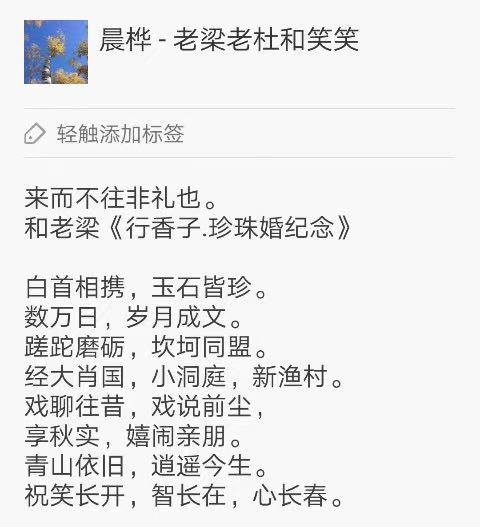 晨桦 - 老梁老杜和笑笑
轻触添加标签
来而不往非礼也。
和老梁《行香子.珍珠婚纪念》
白首相携，玉石皆珍。
数万日，岁月成文。
蹉跎磨砺，坎坷同盟。
经大肖国，小洞庭，新渔村。
戏聊往昔，戏说前尘，
享秋实，嬉闹亲朋。
青山依旧，逍遥今生。
祝笑长开，智长在，心长春。